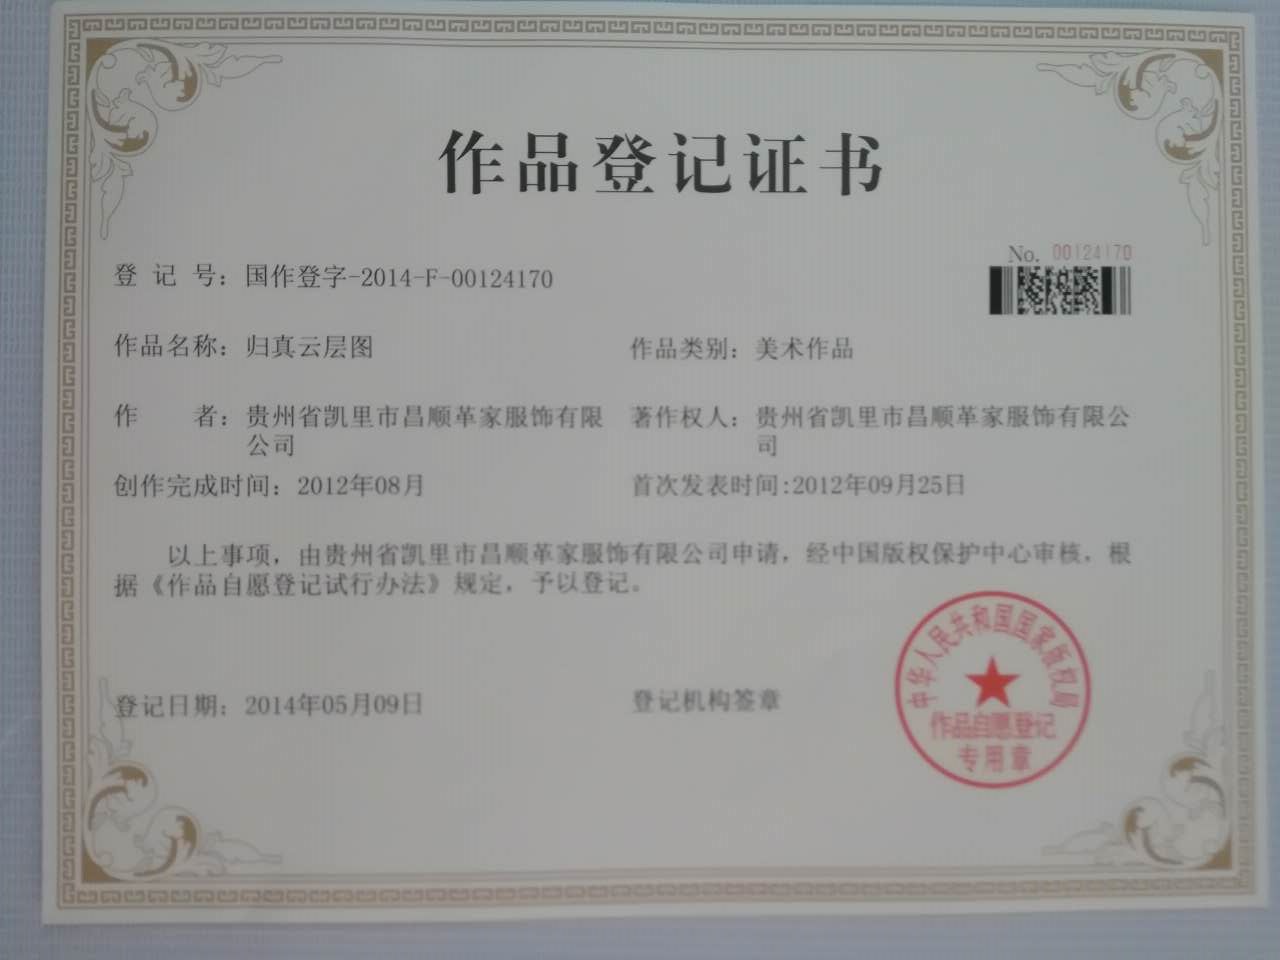 作品登记证书
No. 00124170
登 记 号：国作登字-2014-F-00124170
作品名称：归真云层图 作品类别：美术作品
作 者：贵州省凯里市昌顺革家服饰有限 著作权人：贵州省凯里市昌顺革家服饰有限公
公司 司
创作完成时间：2012年08月 首次发表时间:2012年09月25日
以上事项，由贵州省凯里市昌顺革家服饰有限公司申请，经中国版权保护中心审核，根
据《作品自愿登记试行办法》规定，予以登记。
中华人民共和国国家版权局
登记日期：2014年05月09日 登记机构签章
作品自愿登记
专用章